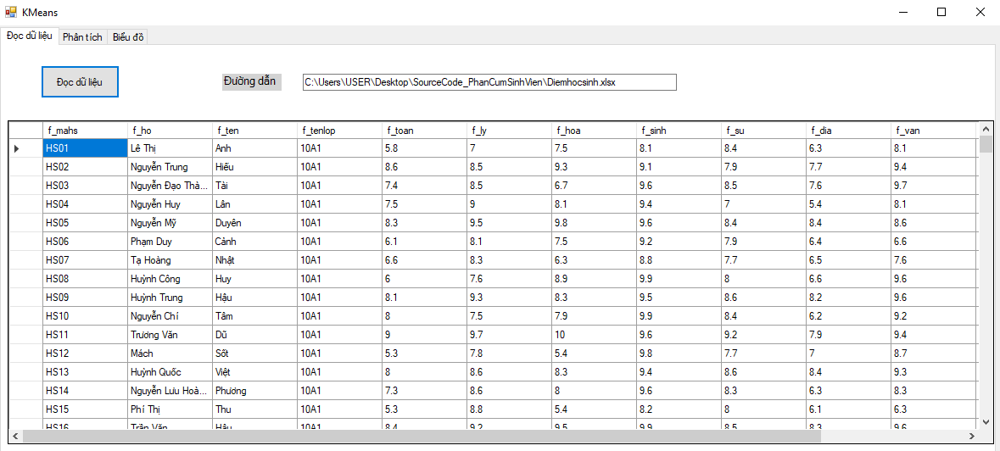 KMeans
Đọc dữ liệu Phân tích Biểu đồ
Đọc dữ liệu Đường dẫn C:\Users\USER\Desktop\SourceCode_PhanCumSinhVien\Diemhocsinh.xlsx
f_mahs f_ho f_ten f_tenlop f_toan f_ly f_hoa f_sinh f_su f_dia f_van
HS01 Lê Thị Anh 10A1 5.8 7 7.5 8.1 8.4 6.3 8.1
HS02 Nguyễn Trung Hiếu 10A1 8.6 8.5 9.3 9.1 7.9 7.7 9.4
HS03 Nguyễn Đạo Thà... Tài 10A1 7.4 8.5 6.7 9.6 8.5 7.6 9.7
HS04 Nguyễn Huy Lân 10A1 7.5 9 8.1 9.4 7 5.4 8.1
HS05 Nguyễn Mỹ Duyên 10A1 8.3 9.5 9.8 9.6 8.4 8.4 8.6
HS06 Phạm Duy Cảnh 10A1 6.1 8.1 7.5 9.2 7.9 6.4 6.6
HS07 Tạ Hoàng Nhật 10A1 6.6 8.3 6.3 8.8 7.7 6.5 7.6
HS08 Huỳnh Công Huy 10A1 6 7.6 8.9 9.9 8 6.6 9.6
HS09 Huỳnh Trung Hậu 10A1 8.1 9.3 8.3 9.5 8.6 8.2 9.6
HS10 Nguyễn Chí Tâm 10A1 8 7.5 7.9 9.9 8.4 6.2 9.2
HS11 Trương Văn Dũ 10A1 9 9.7 10 9.6 9.2 7.9 9.4
HS12 Mách Sốt 10A1 5.3 7.8 5.4 9.8 7.7 7 8.7
HS13 Huỳnh Quốc Việt 10A1 8 8.6 8.3 9.4 8.6 8.4 9.3
HS14 Nguyễn Lưu Hoà... Phương 10A1 7.3 8.6 8 9.6 8.3 6.3 8.3
HS15 Phí Thị Thu 10A1 5.3 8.8 5.4 8.2 8 6.1 6.3
HS16 Trần Văn Hậu 10A1 8.4 9.2 9.5 9.9 8.5 8.3 9.6